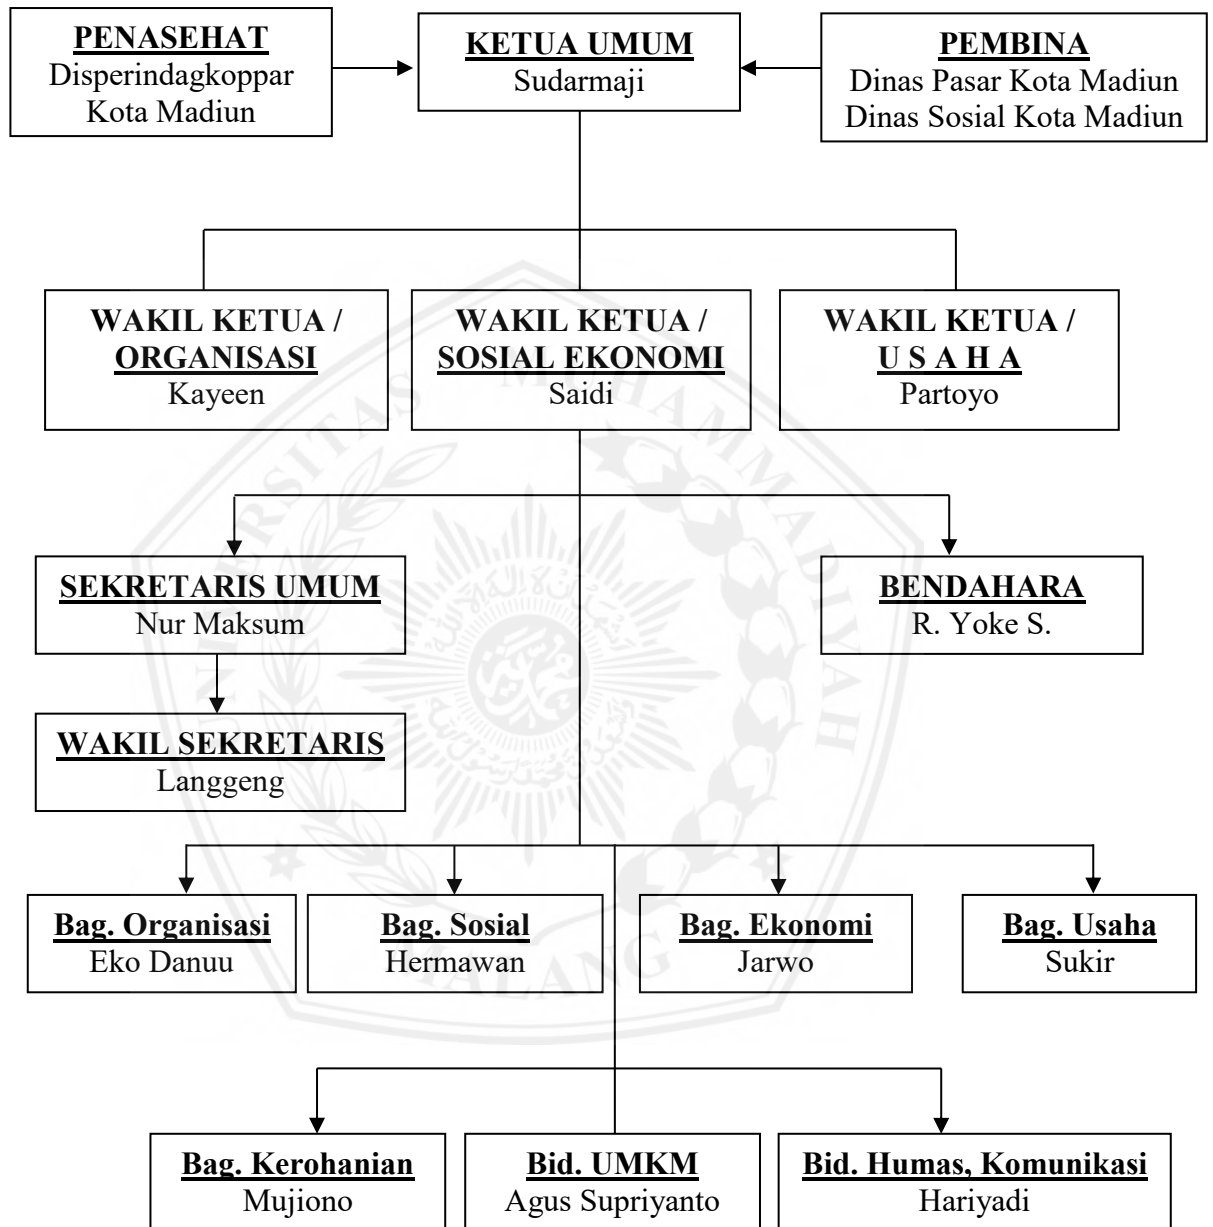 PENASEHAT
Disperindagkoppar
Kota Madiun
KETUA UMUM
Sudarmaji
PEMBINA
Dinas Pasar Kota Madiun
Dinas Sosial Kota Madiun
WAKIL KETUA /
ORGANISASI
Kayeen
WAKIL KETUA /
SOSIAL EKONOMI
Saidi
WAKIL KETUA /
U S A H A
Partoyo
SEKRETARIS UMUM
Nur Maksum
BENDAHARA
R. Yoke S.
WAKIL SEKRETARIS
Langgeng
Bag. Organisasi
Eko Danuu
Bag. Sosial
Hermawan
Bag. Ekonomi
Jarwo
Bag. Usaha
Sukir
Bag. Kerohanian
Mujiono
Bid. UMKM
Agus Supriyanto
Bid. Humas, Komunikasi
Hariyadi
UNIVERSITAS MUHAMMADIYAH
MALANG